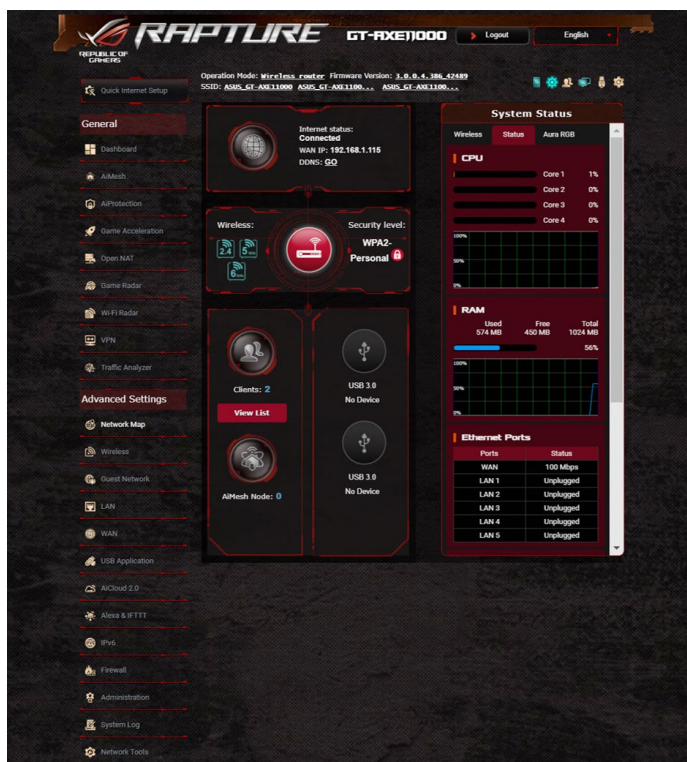 REPUBLIC OF
GAMERS
RAPTURE GT-AXE11000 Logout English
Quick Internet Setup
Operation Mode: Wireless router Firmware Version: 3.0.0.4.386_42489
SSID: ASUS_GT-AXE11000 ASUS_GT-AXE1100... ASUS_GT-AXE1100...
General
Dashboard
AiMesh
AiProtection
Game Acceleration
Open NAT
Game Radar
Wi-Fi Radar
VPN
Traffic Analyzer
Advanced Settings
Network Map
Wireless
Guest Network
LAN
WAN
USB Application
AiCloud 2.0
Alexa & IFTTT
IPv6
Firewall
Administration
System Log
Network Tools
Internet status:
Connected
WAN IP: 192.168.1.115
DDNS: GO
Wireless:
2.4
5
6
Security level:
WPA2-
Personal
Clients: 2
View List
AiMesh Node: 0
USB 3.0
No Device
USB 3.0
No Device
System Status
Wireless Status Aura RGB
CPU
Core 1 1%
Core 2 0%
Core 3 0%
Core 4 0%
100%
50%
0%
RAM
Used Free Total
574 MB 450 MB 1024 MB
56%
100%
50%
0%
Ethernet Ports
Ports Status
WAN 100 Mbps
LAN 1 Unplugged
LAN 2 Unplugged
LAN 3 Unplugged
LAN 4 Unplugged
LAN 5 Unplugged